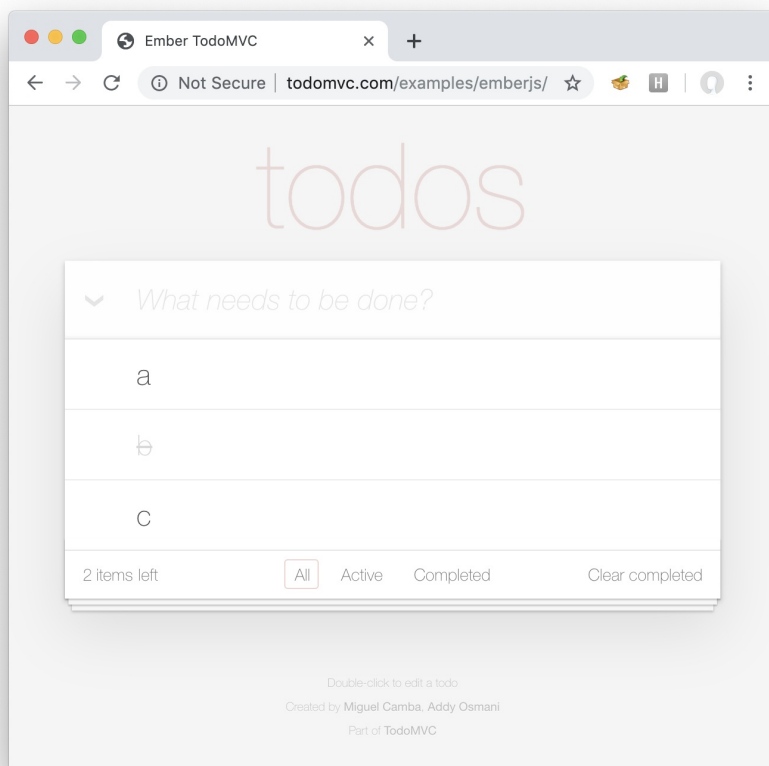 Ember TodoMVC
Not Secure | todomvc.com/examples/emberjs/
H
todos
What needs to be done?
a
b
c
2 items left All Active Completed Clear completed
Double-click to edit a todo
Created by Miguel Camba, Addy Osmani
Part of TodoMVC